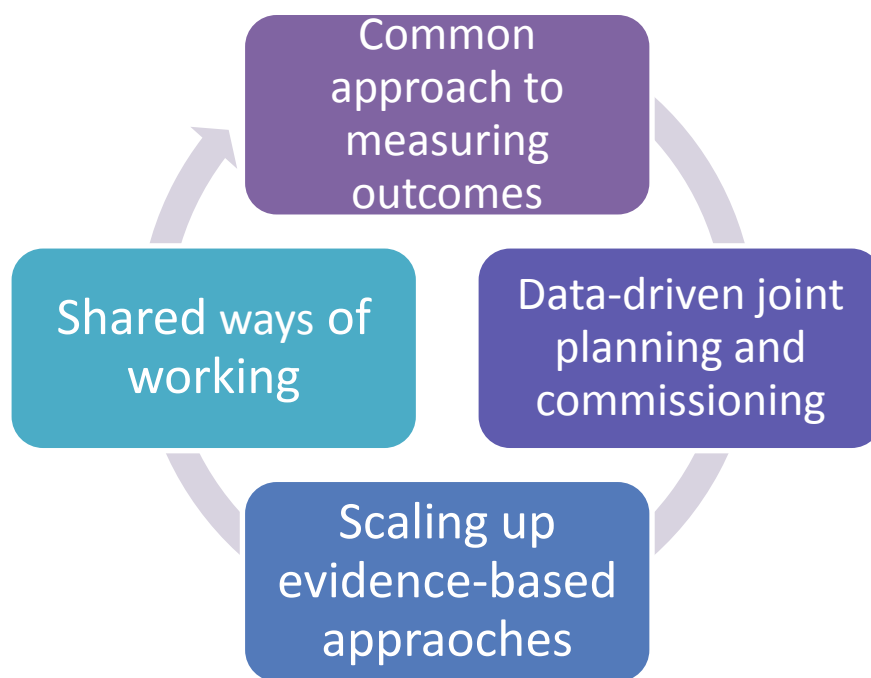 Common
approach to
measuring
outcomes
Data-driven joint
planning and
commissioning
Scaling up
evidence-based
appraoches
Shared ways of
working